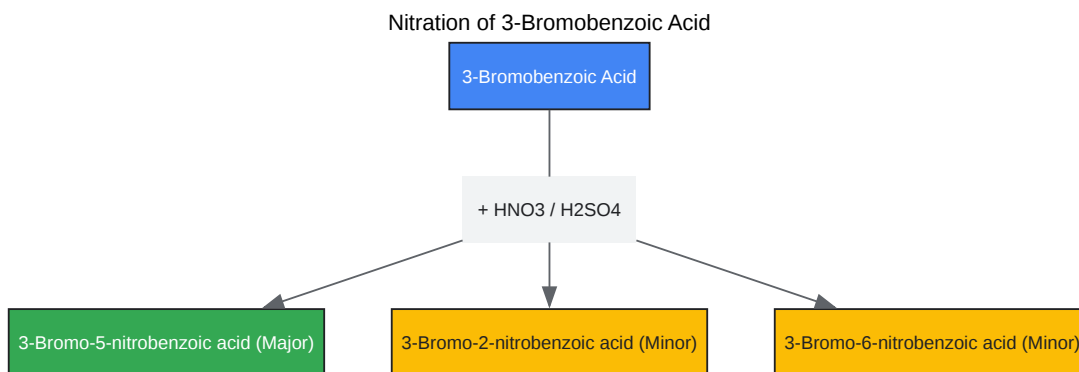 Nitration of 3-Bromobenzoic Acid
3-Bromobenzoic Acid
+ HNO3 / H2SO4
3-Bromo-5-nitrobenzoic acid (Major)
3-Bromo-2-nitrobenzoic acid (Minor)
3-Bromo-6-nitrobenzoic acid (Minor)